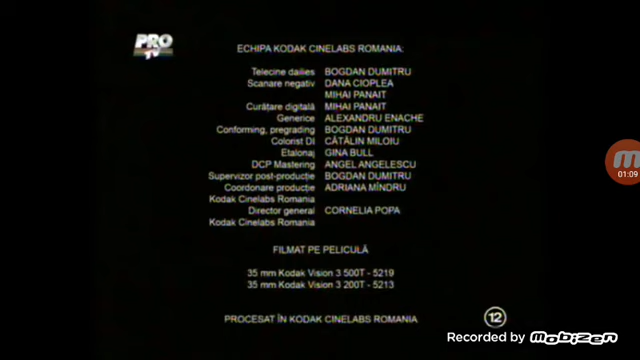 PRO
TV
ECHIPA KODAK CINELABS ROMANIA:
Telecine dailies BOGDAN DUMITRU
Scanare negativ DANA CIOPLEA
MIHAI PANAIT
Curățare digitală MIHAI PANAIT
Generice ALEXANDRU ENACHE
Conforming, pregrading BOGDAN DUMITRU
Colorist DI CĂTĂLIN MILOIU
Etalonaj GINA BULL
DCP Mastering ANGEL ANGELESCU
Supervizor post-producție BOGDAN DUMITRU
Coordonare producție ADRIANA MÎNDRU
Kodak Cinelabs Romania
Director general CORNELIA POPA
Kodak Cinelabs Romania
FILMAT PE PELICULĂ
35 mm Kodak Vision 3 500T - 5219
35 mm Kodak Vision 3 200T - 5213
PROCESAT ÎN KODAK CINELABS ROMANIA
12
m
01:09
Recorded by mobizen